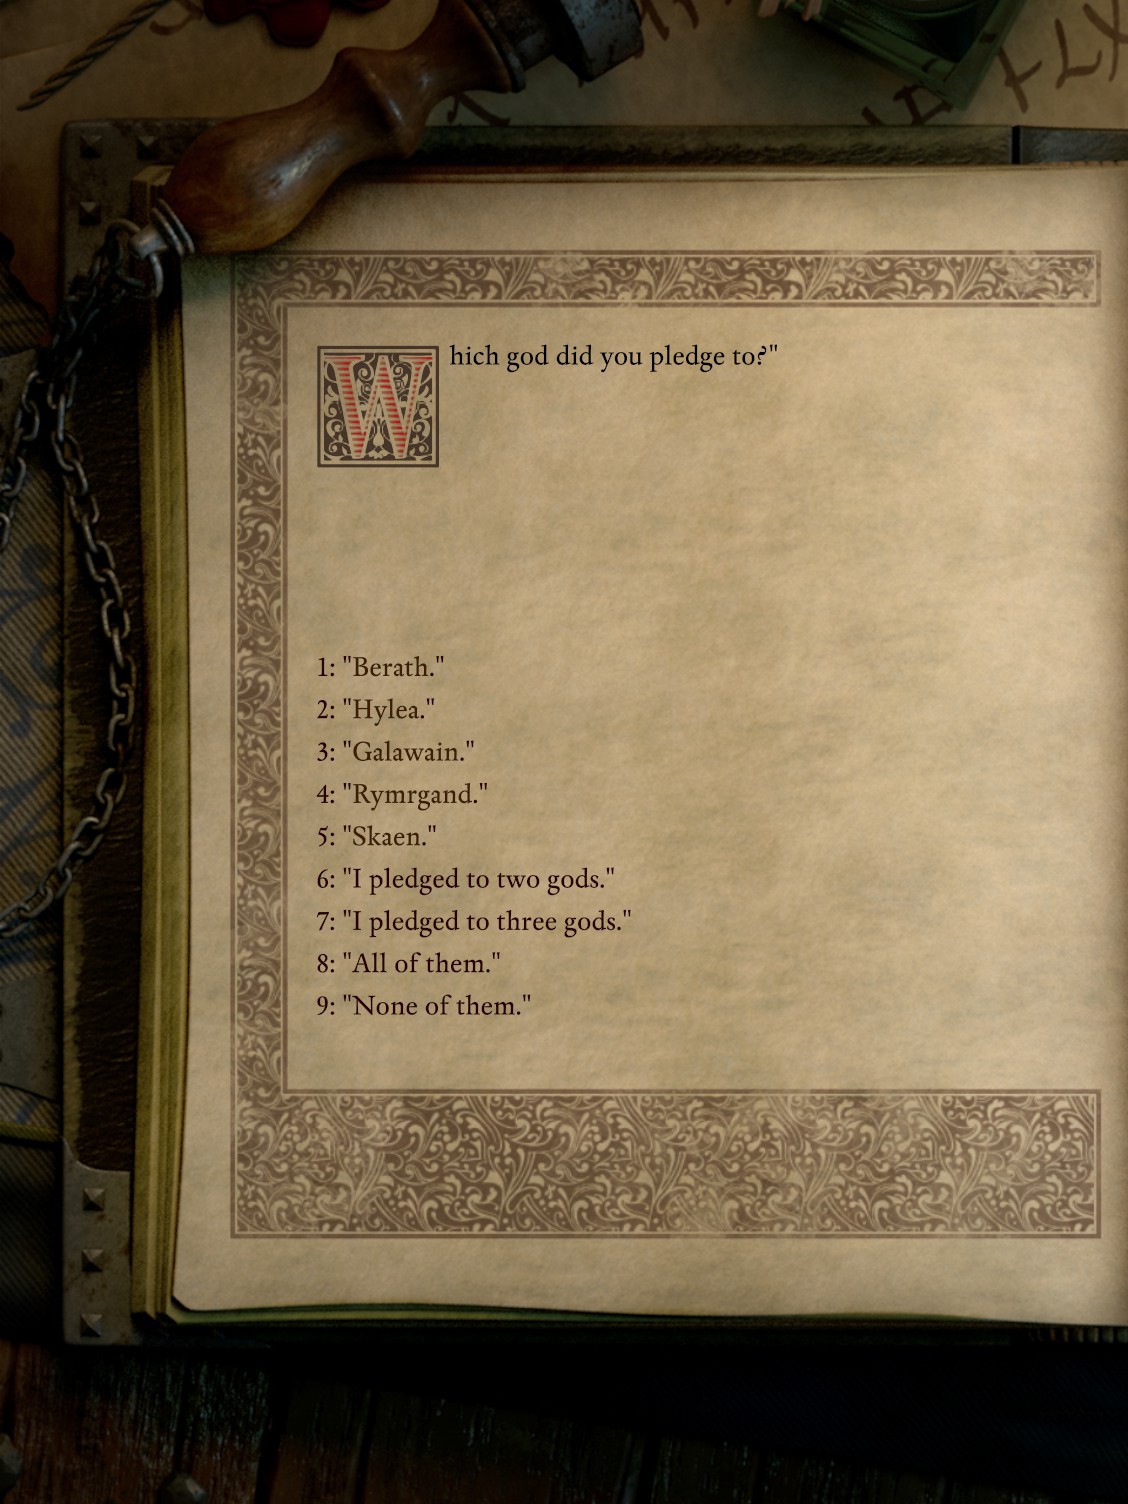 Which god did you pledge to?"
1: "Berath."
2: "Hylea."
3: "Galawain."
4: "Rymrgand."
5: "Skaen."
6: "I pledged to two gods."
7: "I pledged to three gods."
8: "All of them."
9: "None of them."